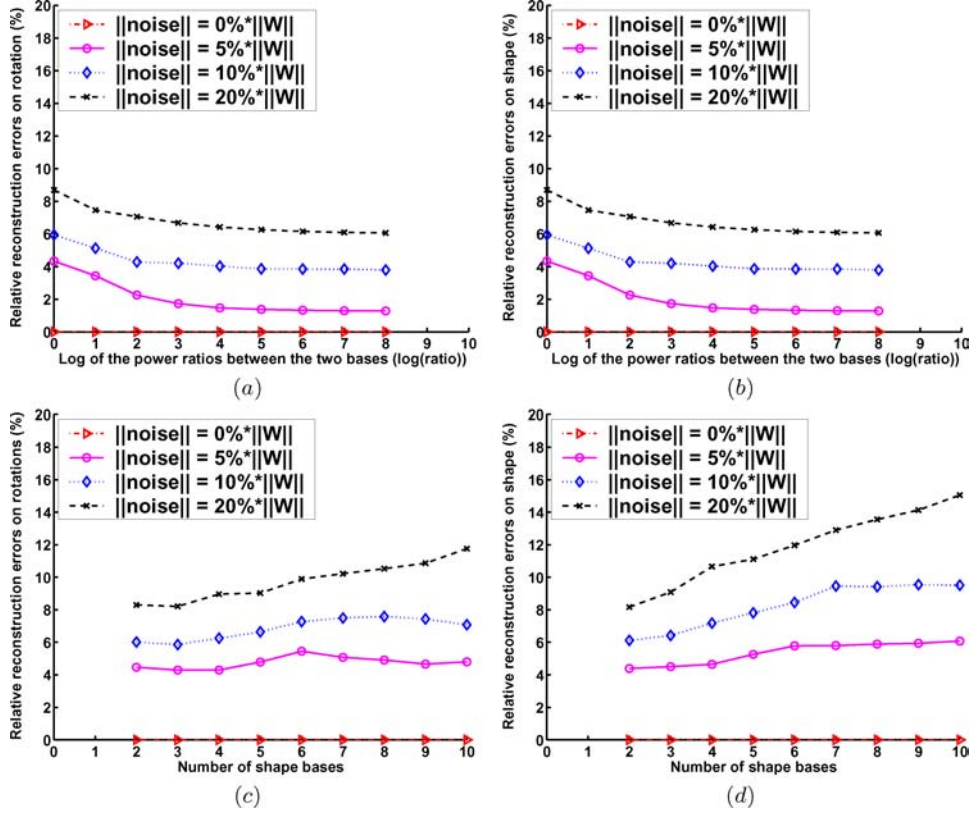 Relative reconstruction errors on rotation (%)
20
18
16
14
12
10
8
6
4
2
0
||noise|| = 0%*||W||
||noise|| = 5%*||W||
||noise|| = 10%*||W||
||noise|| = 20%*||W||
0 1 2 3 4 5 6 7 8 9 10
Log of the power ratios between the two bases (log(ratio))
(a)
Relative reconstruction errors on shape (%)
20
18
16
14
12
10
8
6
4
2
0
||noise|| = 0%*||W||
||noise|| = 5%*||W||
||noise|| = 10%*||W||
||noise|| = 20%*||W||
0 1 2 3 4 5 6 7 8 9 10
Log of the power ratios between the two bases (log(ratio))
(b)
Relative reconstruction errors on rotations (%)
20
18
16
14
12
10
8
6
4
2
0
||noise|| = 0%*||W||
||noise|| = 5%*||W||
||noise|| = 10%*||W||
||noise|| = 20%*||W||
0 1 2 3 4 5 6 7 8 9 10
Number of shape bases
(c)
Relative reconstruction errors on shape (%)
20
18
16
14
12
10
8
6
4
2
0
||noise|| = 0%*||W||
||noise|| = 5%*||W||
||noise|| = 10%*||W||
||noise|| = 20%*||W||
0 1 2 3 4 5 6 7 8 9 10
Number of shape bases
(d)